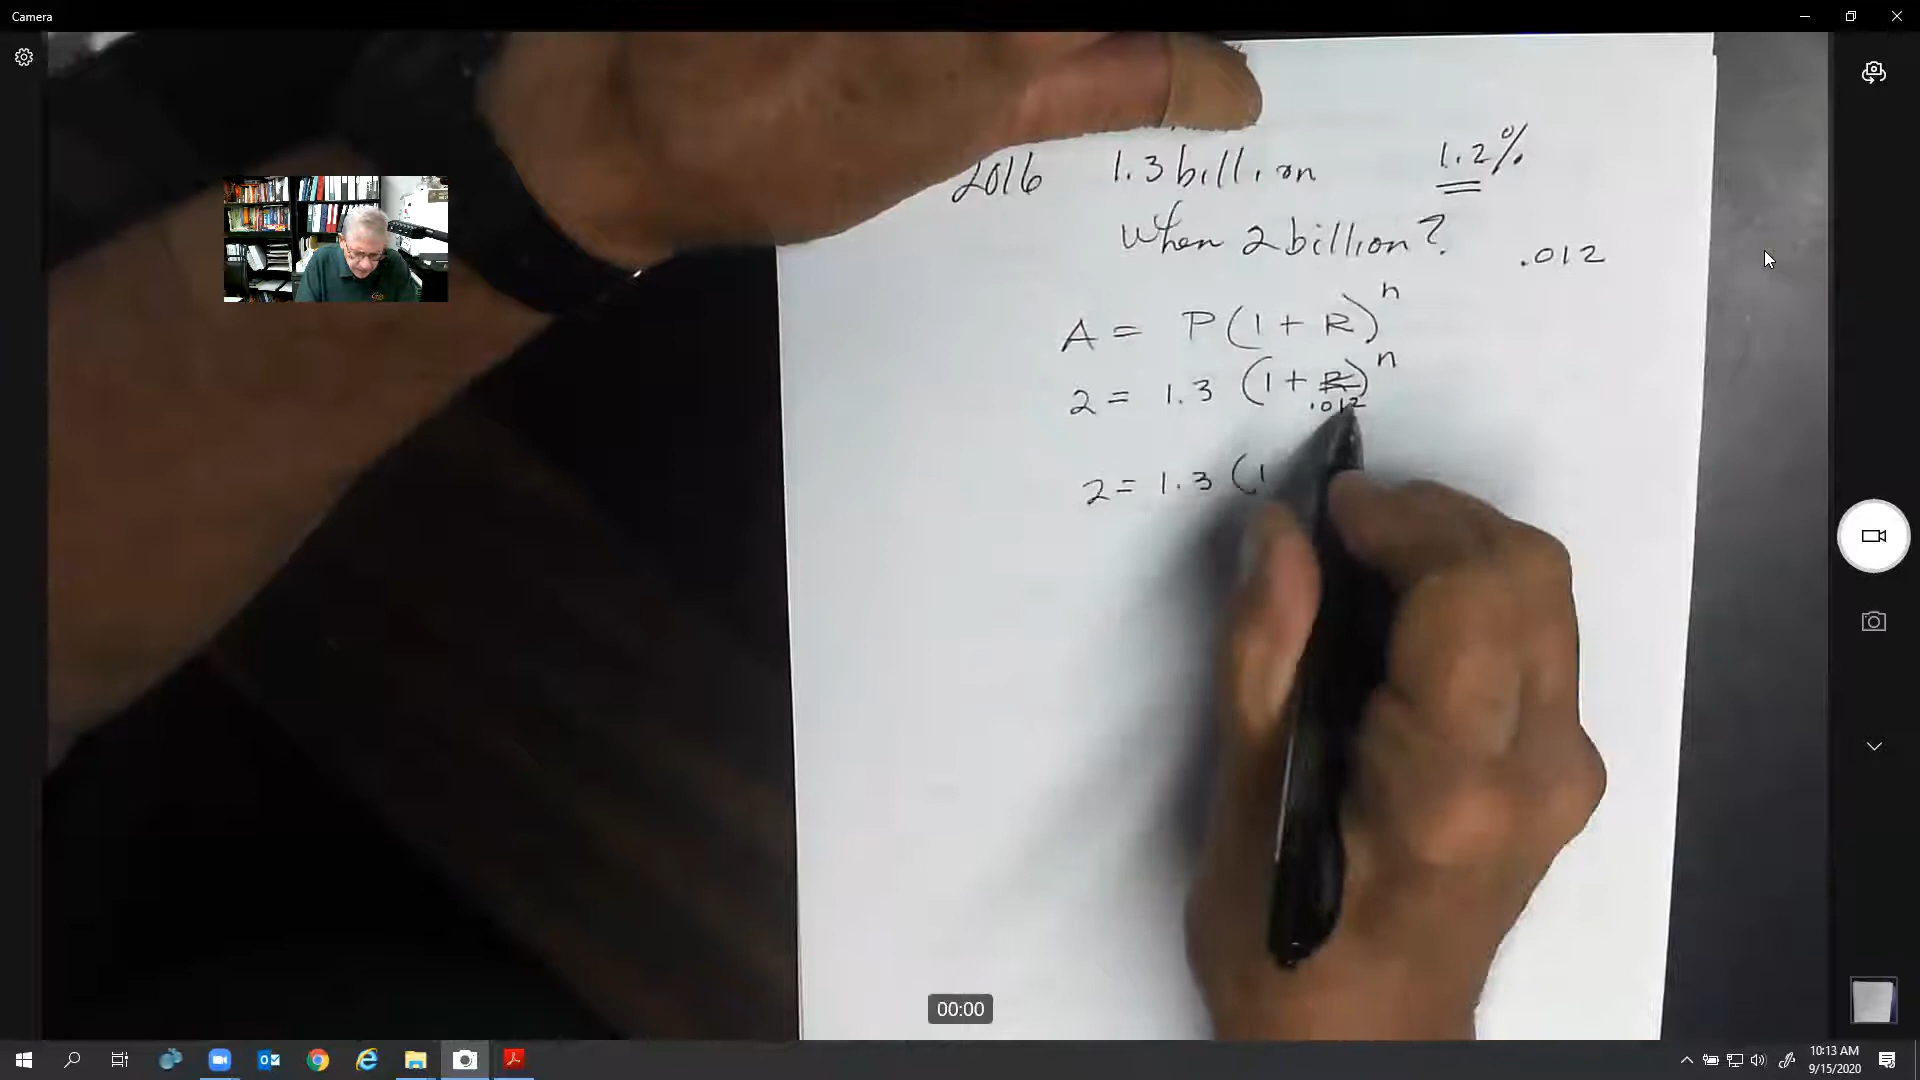 Camera
2016 1.3 billion 1.2%
When 2 billion? .012
A = P(1 + R)^n
2 = 1.3 (1 + R)^n
.012
2 = 1.3 (1
00:00
10:13 AM
9/15/2020